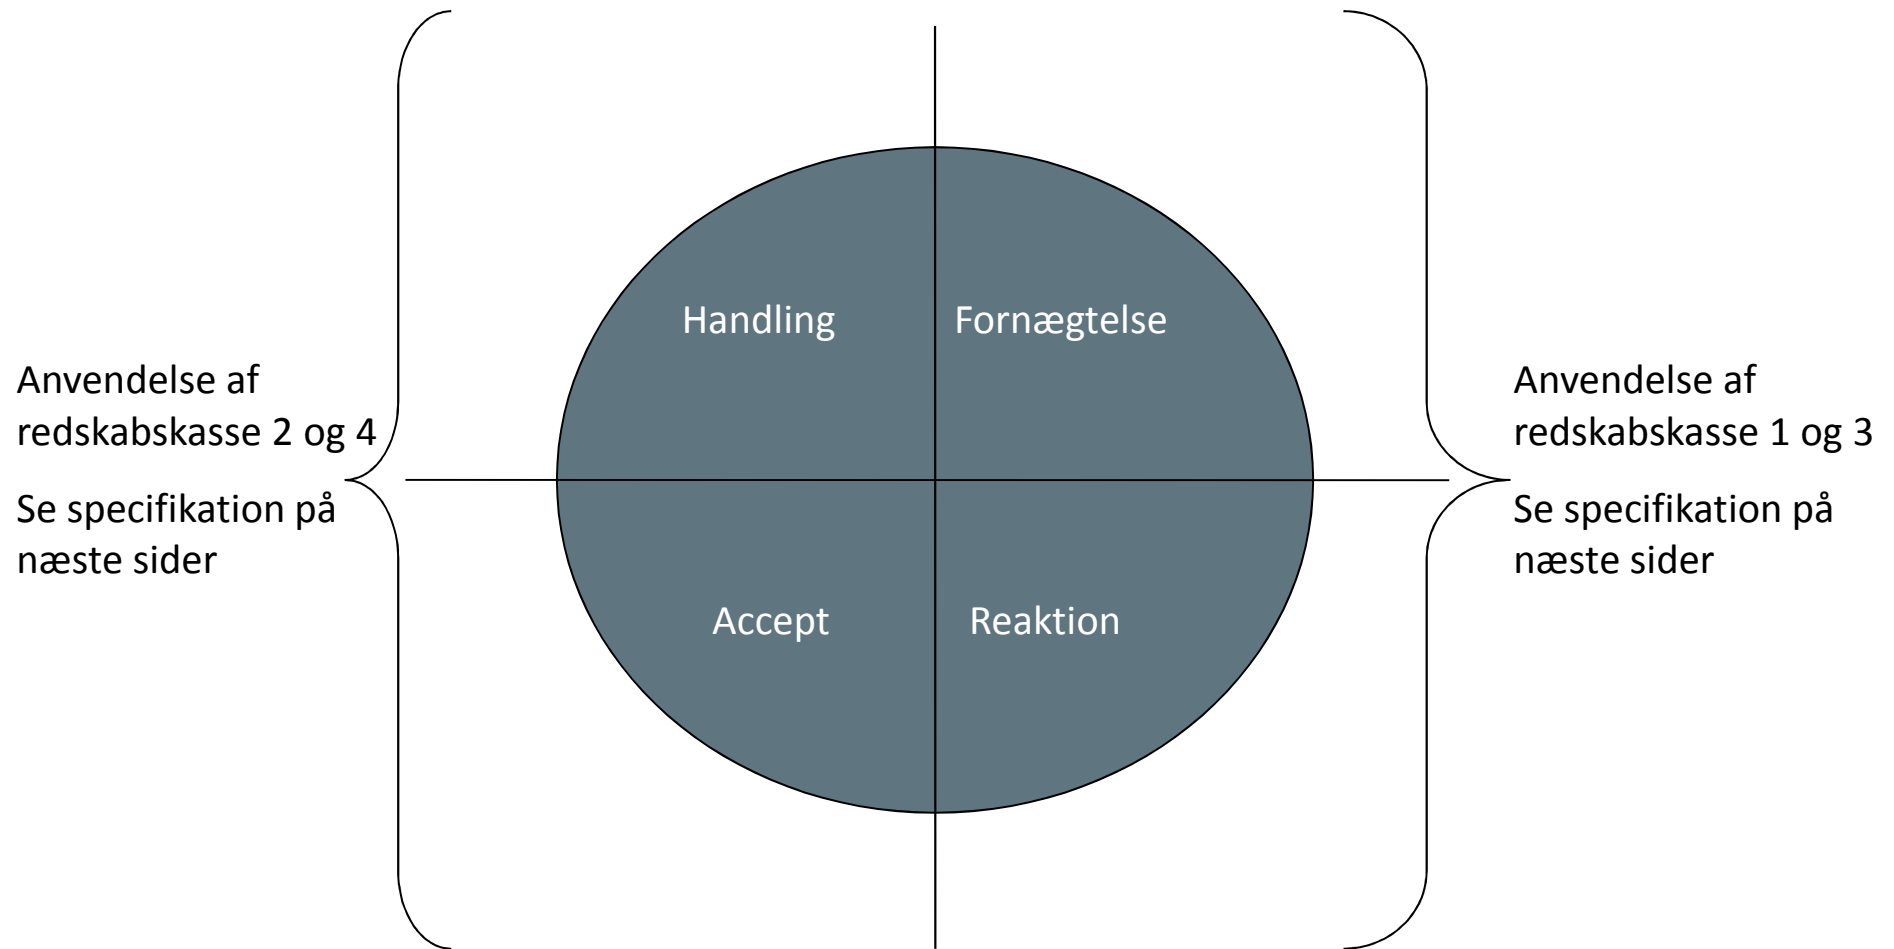 Handling
Fornægtelse
Anvendelse af
redskabskasse 2 og 4
Se specifikation på
næste sider
Anvendelse af
redskabskasse 1 og 3
Se specifikation på
næste sider
Accept
Reaktion